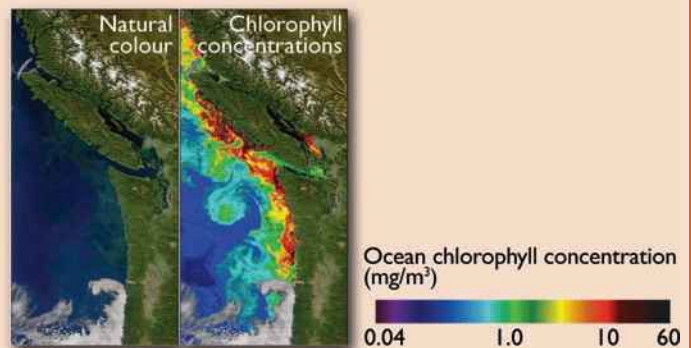 Natural
colour
Chlorophyll
concentrations
Ocean chlorophyll concentration
(mg/m³)
0.04 1.0 10 60